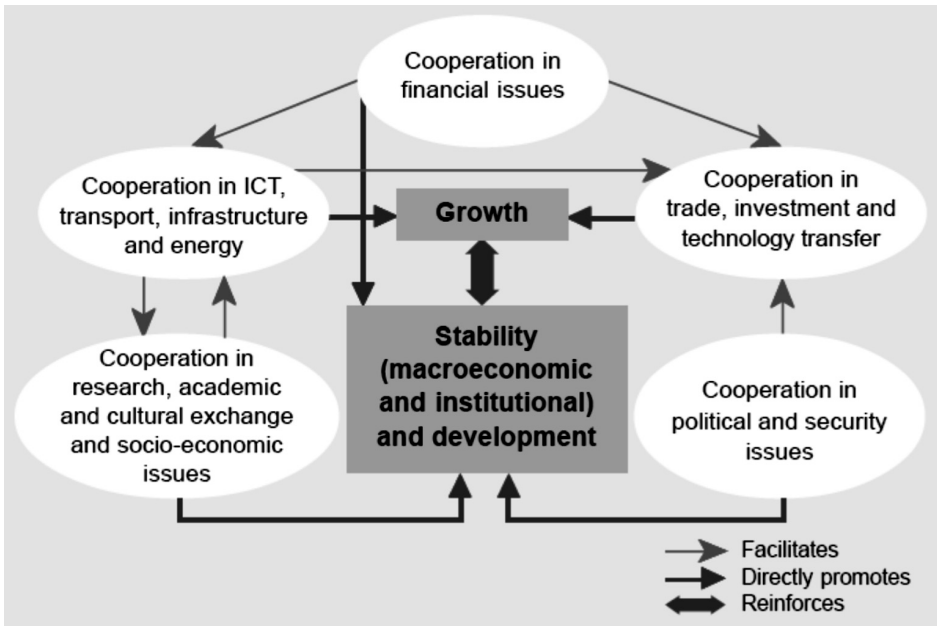 Cooperation in
financial issues
Cooperation in ICT,
transport, infrastructure
and energy
Growth
Cooperation in
trade, investment and
technology transfer
Stability
(macroeconomic
and institutional)
and development
Cooperation in
research, academic
and cultural exchange
and socio-economic
issues
Cooperation in
political and security
issues
Facilitates
Directly promotes
Reinforces